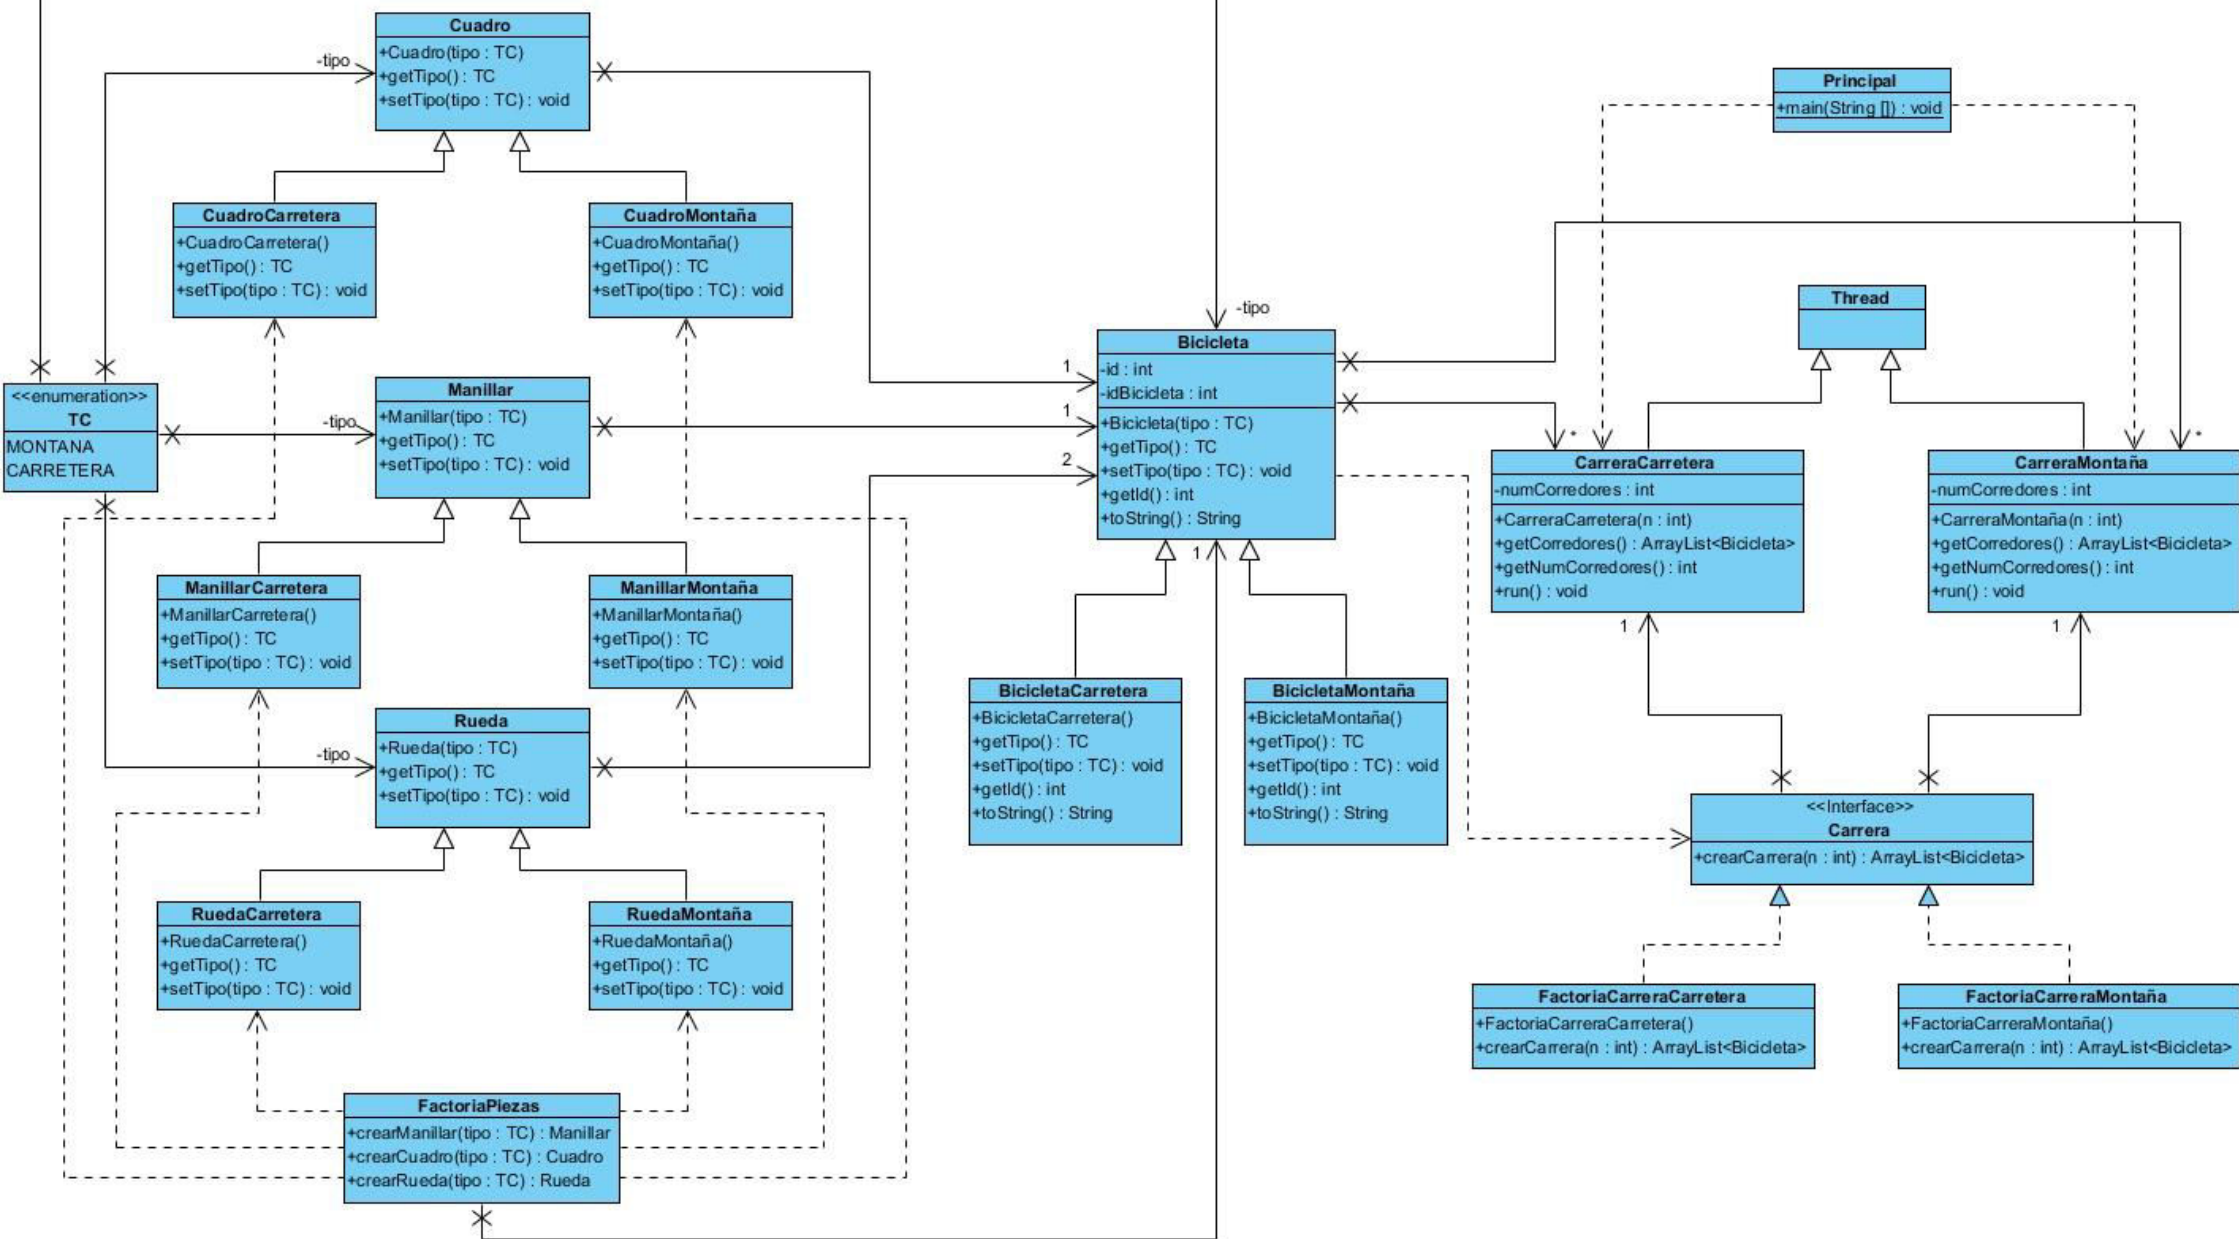 Cuadro
+Cuadro(tipo : TC)
+getTipo() : TC
+setTipo(tipo : TC) : void
-tipo
CuadroCarretera
+CuadroCarretera()
+getTipo() : TC
+setTipo(tipo : TC) : void
CuadroMontaña
+CuadroMontaña()
+getTipo() : TC
+setTipo(tipo : TC) : void
<<enumeration>>
TC
MONTANA
CARRETERA
-tipo
Manillar
+Manillar(tipo : TC)
+getTipo() : TC
+setTipo(tipo : TC) : void
ManillarCarretera
+ManillarCarretera()
+getTipo() : TC
+setTipo(tipo : TC) : void
ManillarMontaña
+ManillarMontaña()
+getTipo() : TC
+setTipo(tipo : TC) : void
-tipo
Rueda
+Rueda(tipo : TC)
+getTipo() : TC
+setTipo(tipo : TC) : void
RuedaCarretera
+RuedaCarretera()
+getTipo() : TC
+setTipo(tipo : TC) : void
RuedaMontaña
+RuedaMontaña()
+getTipo() : TC
+setTipo(tipo : TC) : void
FactoriaPiezas
+crearManillar(tipo : TC) : Manillar
+crearCuadro(tipo : TC) : Cuadro
+crearRueda(tipo : TC) : Rueda
-tipo
1
1
2
1
Bicicleta
-id : int
-idBicicleta : int
+Bicicleta(tipo : TC)
+getTipo() : TC
+setTipo(tipo : TC) : void
+getId() : int
+toString() : String
BicicletaCarretera
+BicicletaCarretera()
+getTipo() : TC
+setTipo(tipo : TC) : void
+getId() : int
+toString() : String
BicicletaMontaña
+BicicletaMontaña()
+getTipo() : TC
+setTipo(tipo : TC) : void
+getId() : int
+toString() : String
Principal
+main(String []) : void
Thread
*
*
CarreraCarretera
-numCorredores : int
+CarreraCarretera(n : int)
+getCorredores() : ArrayList<Bicicleta>
+getNumCorredores() : int
+run() : void
CarreraMontaña
-numCorredores : int
+CarreraMontaña(n : int)
+getCorredores() : ArrayList<Bicicleta>
+getNumCorredores() : int
+run() : void
1
1
<<Interface>>
Carrera
+crearCarrera(n : int) : ArrayList<Bicicleta>
FactoriaCarreraCarretera
+FactoriaCarreraCarretera()
+crearCarrera(n : int) : ArrayList<Bicicleta>
FactoriaCarreraMontaña
+FactoriaCarreraMontaña()
+crearCarrera(n : int) : ArrayList<Bicicleta>